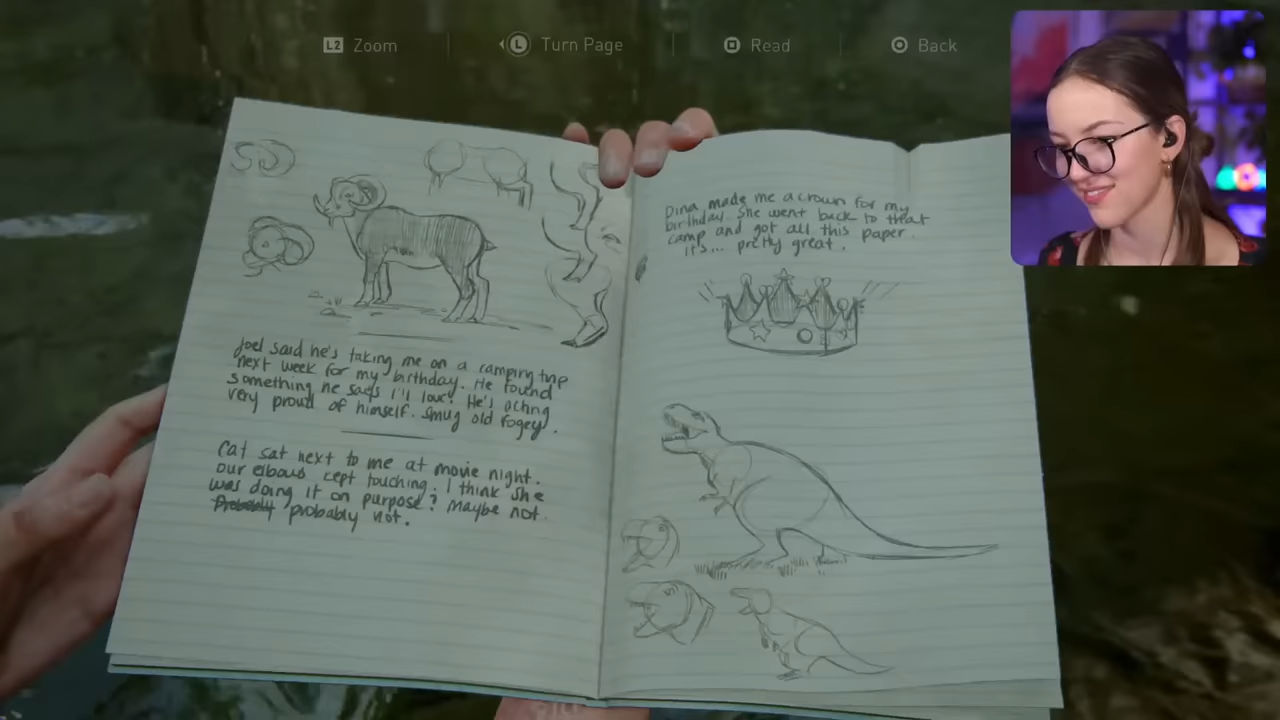 L2 Zoom
L Turn Page
Read
Back
Joel said he's taking me on a camping trip
next week for my birthday. He found
something he says I'll love. He's acting
very proud of himself. Smug old fogey.
Cat sat next to me at movie night.
Our elbows kept touching. I think she
was doing it on purpose? Maybe not.
Probably probably not.
Dina made me a crown for my
birthday. She went back to that
camp and got all this paper.
It's... pretty great.